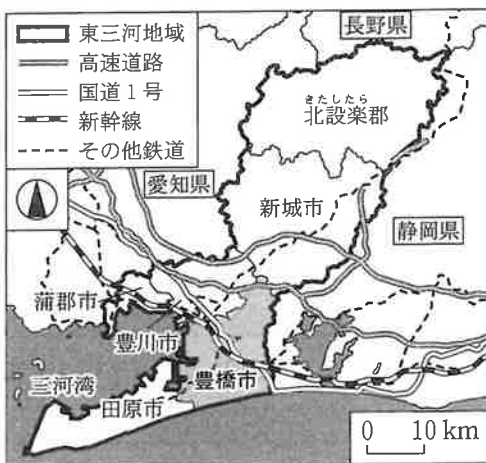 東三河地域
高速道路
国道1号
新幹線
その他鉄道
長野県
きたしたら
北設楽郡
愛知県
新城市
静岡県
蒲郡市
豊川市
豊橋市
三河湾
田原市
0 10 km